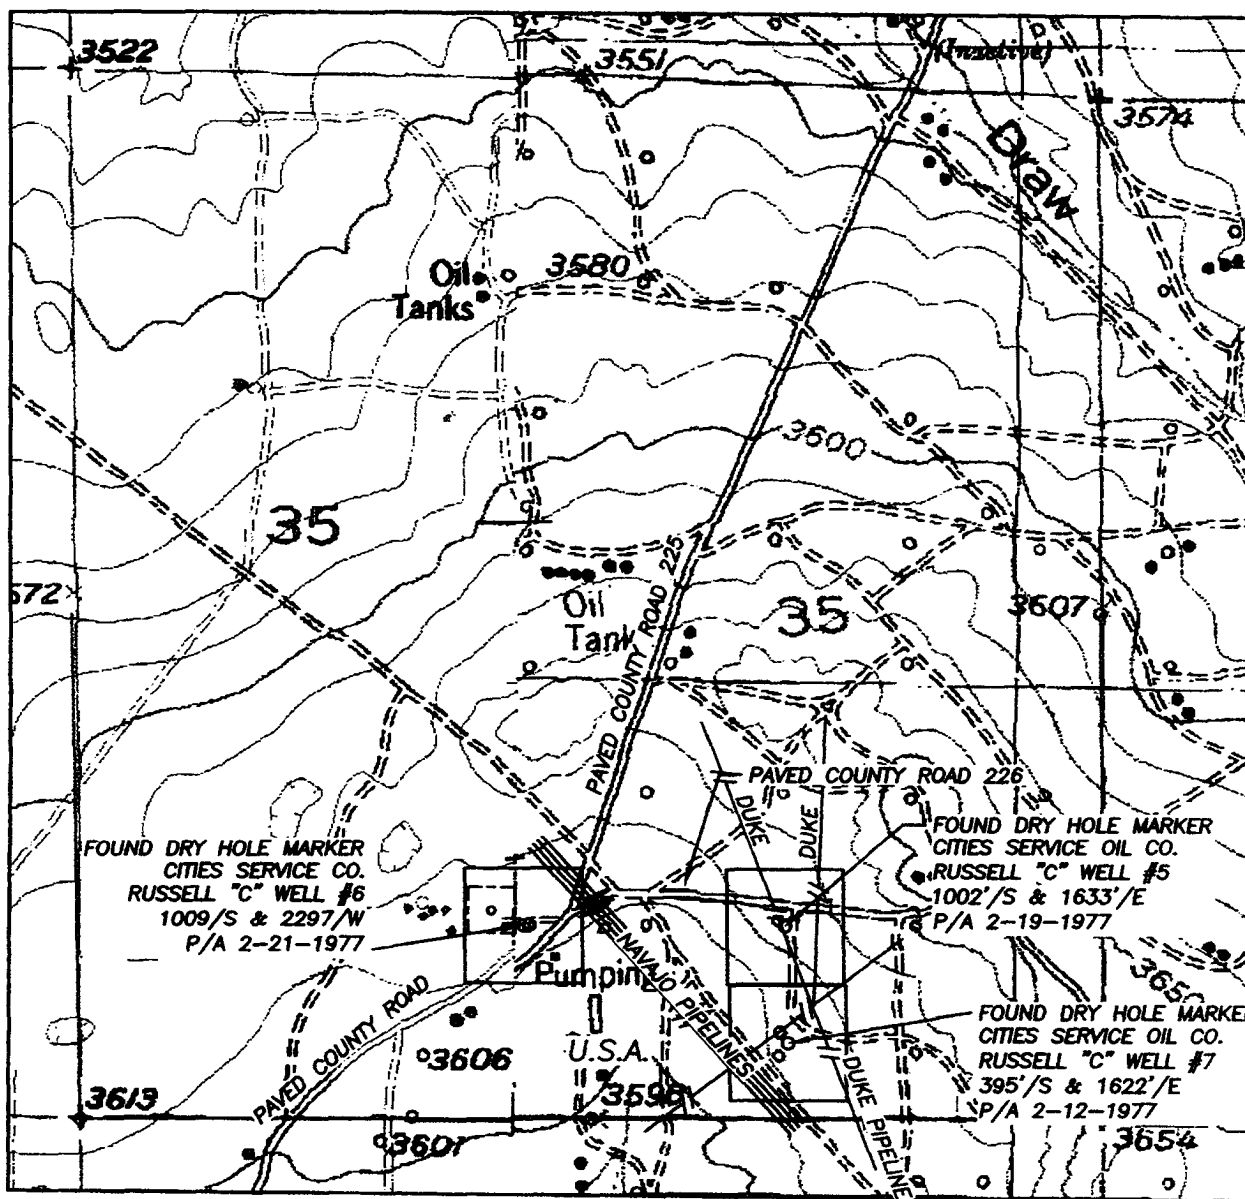 3522
3551
(Inactive)
3574
Draw
Oil
Tanks
3580
3600
35
572
Oil
Tank
35
3607
PAVED COUNTY ROAD 225
PAVED COUNTY ROAD 226
DUKE
DUKE
FOUND DRY HOLE MARKER
CITIES SERVICE CO.
RUSSELL "C" WELL #6
1009/S & 2297/W
P/A 2-21-1977
FOUND DRY HOLE MARKER
CITIES SERVICE OIL CO.
RUSSELL "C" WELL #5
1002'/S & 1633'/E
P/A 2-19-1977
Pumpin
NAVAJO PIPELINES
3650
PAVED COUNTY ROAD
U.S.A.
3606
FOUND DRY HOLE MARKE
CITIES SERVICE OIL CO.
RUSSELL "C" WELL #7
395'/S & 1622'/E
P/A 2-12-1977
DUKE PIPELINE
3613
3598
3601
3654